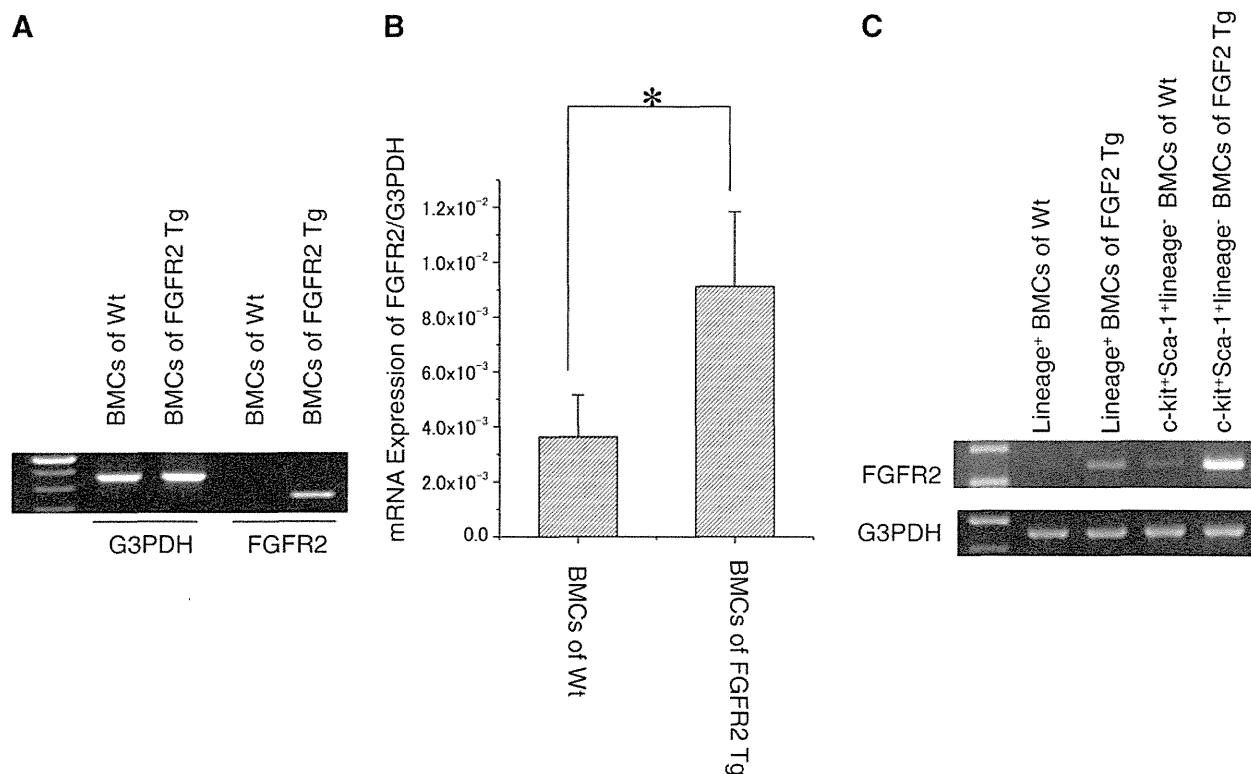 A
BMCs of Wt
BMCs of FGFR2 Tg
BMCs of Wt
BMCs of FGFR2 Tg
G3PDH
FGFR2
B
*
mRNA Expression of FGFR2/G3PDH
1.2x10⁻²
1.0x10⁻²
8.0x10⁻³
6.0x10⁻³
4.0x10⁻³
2.0x10⁻³
0.0
BMCs of Wt
BMCs of FGFR2 Tg
C
Lineage⁺ BMCs of Wt
Lineage⁺ BMCs of FGF2 Tg
c-kit⁺Sca-1⁺lineage⁻ BMCs of Wt
c-kit⁺Sca-1⁺lineage⁻ BMCs of FGF2 Tg
FGFR2
G3PDH